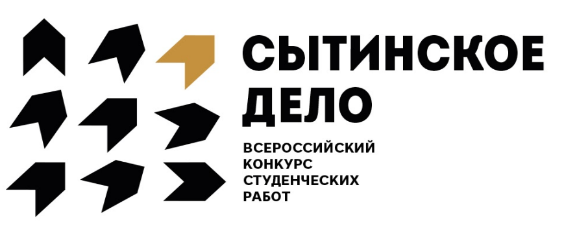 СЫТИНСКОЕ
ДЕЛО
ВСЕРОССИЙСКИЙ
КОНКУРС
СТУДЕНЧЕСКИХ
РАБОТ